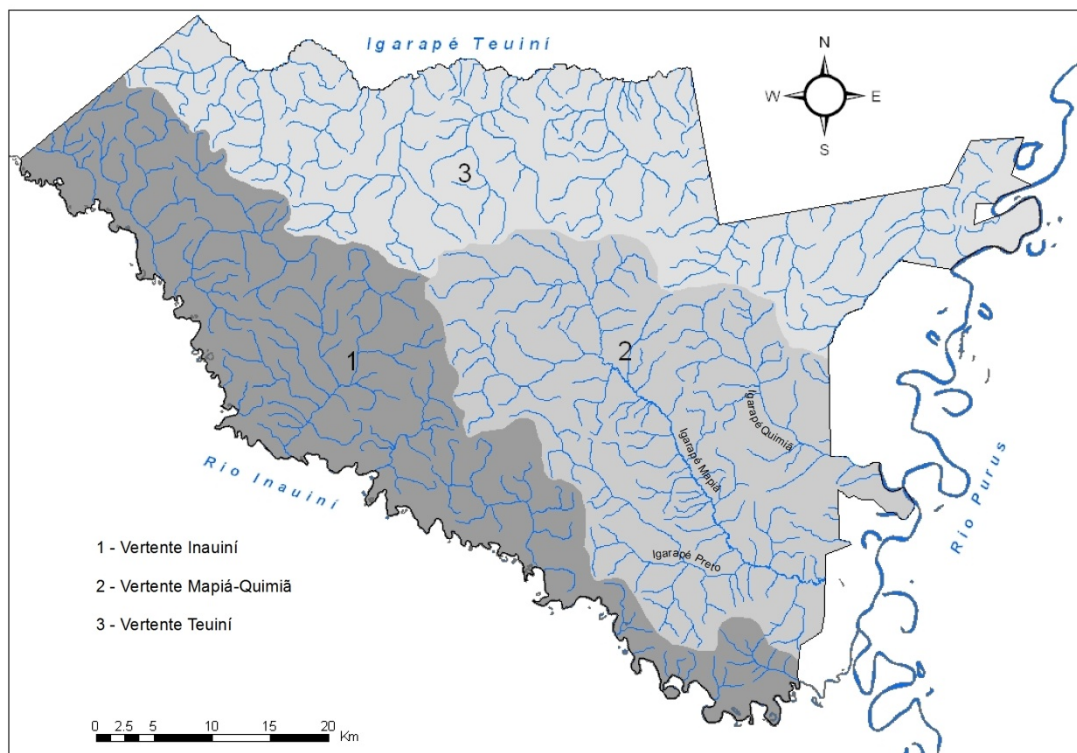 Igarapé Teuiní
N
W
E
S
3
2
1
Igarapé Quimiã
Igarapé Mapiã
Rio Inauiní
Rio Purus
Igarapé Preto
1 - Vertente Inauiní
2 - Vertente Mapiá-Quimiã
3 - Vertente Teuiní
0 2.5 5 10 15 20
Km